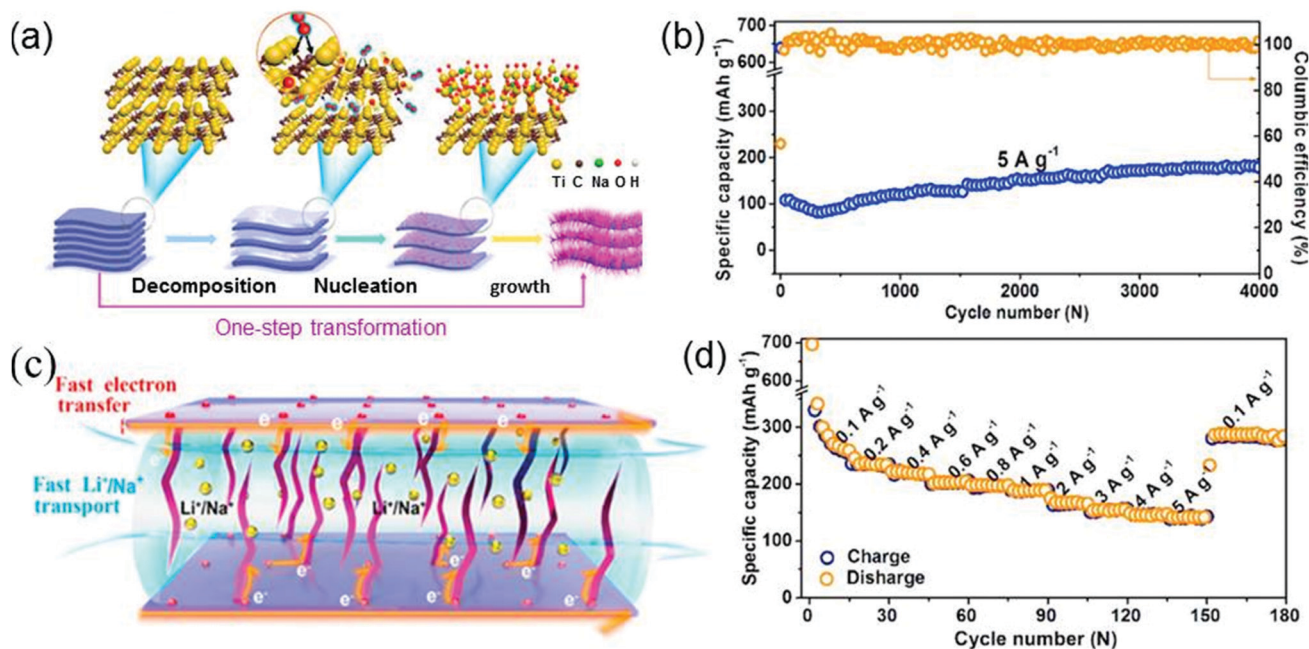 (a)
Ti C Na O H
Decomposition Nucleation growth
One-step transformation
(b)
Specific capacity (mAh g⁻¹)
700
600
300
200
100
0
5 A g⁻¹
100
80
60
40
20
0
Columbic efficiency (%)
0 1000 2000 3000 4000
Cycle number (N)
(c)
Fast electron
transfer
e⁻ e⁻ e⁻ e⁻
Fast Li⁺/Na⁺
transport
Li⁺/Na⁺ Li⁺/Na⁺
e⁻ e⁻ e⁻
e⁻ e⁻ e⁻
(d)
Specific capacity (mAh g⁻¹)
700
600
300
200
100
0
0.1 A g⁻¹
0.2 A g⁻¹
0.4 A g⁻¹
0.6 A g⁻¹
0.8 A g⁻¹
1 A g⁻¹
2 A g⁻¹
3 A g⁻¹
4 A g⁻¹
5 A g⁻¹
0.1 A g⁻¹
Charge
Disharge
0 30 60 90 120 150 180
Cycle number (N)